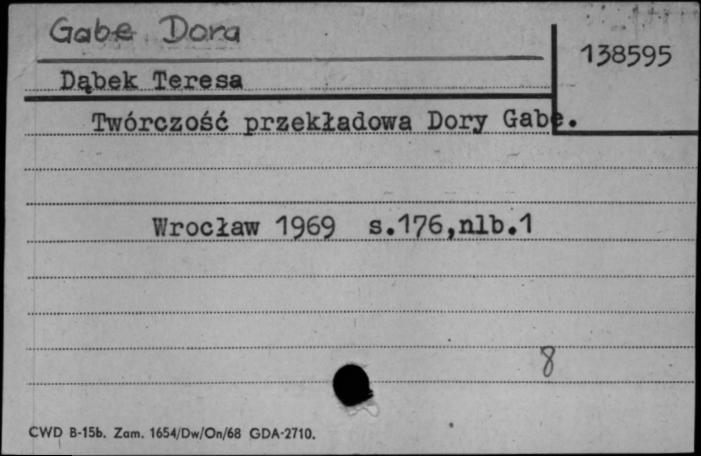 Gabe Dora
138595
Dąbek Teresa
Twórczość przekładowa Dory Gabe.
Wrocław 1969 s.176,nlb.1
8
CWD B-15b. Zam. 1654/Dw/On/68 GDA-2710.